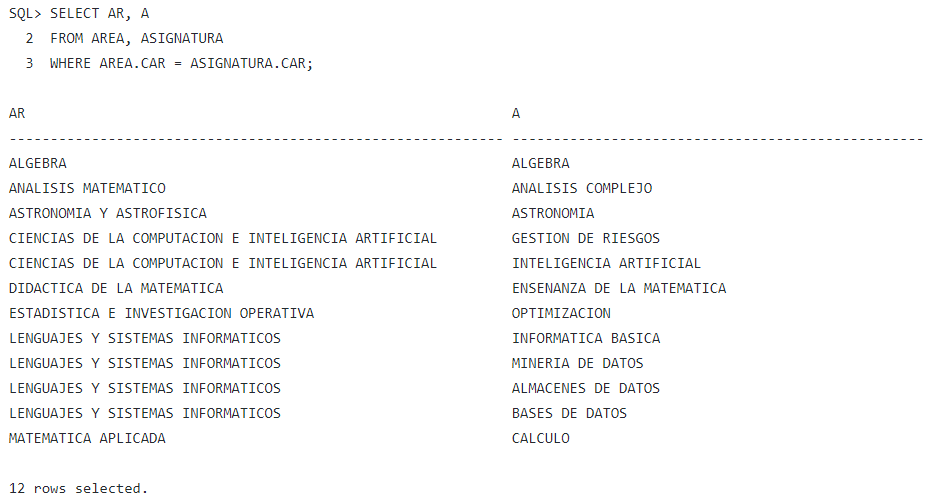 SQL> SELECT AR, A
  2  FROM AREA, ASIGNATURA
  3  WHERE AREA.CAR = ASIGNATURA.CAR;
AR                                                           A
------------------------------------------------------------ --------------------------------------------------
ALGEBRA                                                      ALGEBRA
ANALISIS MATEMATICO                                          ANALISIS COMPLEJO
ASTRONOMIA Y ASTROFISICA                                     ASTRONOMIA
CIENCIAS DE LA COMPUTACION E INTELIGENCIA ARTIFICIAL         GESTION DE RIESGOS
CIENCIAS DE LA COMPUTACION E INTELIGENCIA ARTIFICIAL         INTELIGENCIA ARTIFICIAL
DIDACTICA DE LA MATEMATICA                                   ENSENANZA DE LA MATEMATICA
ESTADISTICA E INVESTIGACION OPERATIVA                        OPTIMIZACION
LENGUAJES Y SISTEMAS INFORMATICOS                            INFORMATICA BASICA
LENGUAJES Y SISTEMAS INFORMATICOS                            MINERIA DE DATOS
LENGUAJES Y SISTEMAS INFORMATICOS                            ALMACENES DE DATOS
LENGUAJES Y SISTEMAS INFORMATICOS                            BASES DE DATOS
MATEMATICA APLICADA                                          CALCULO
12 rows selected.